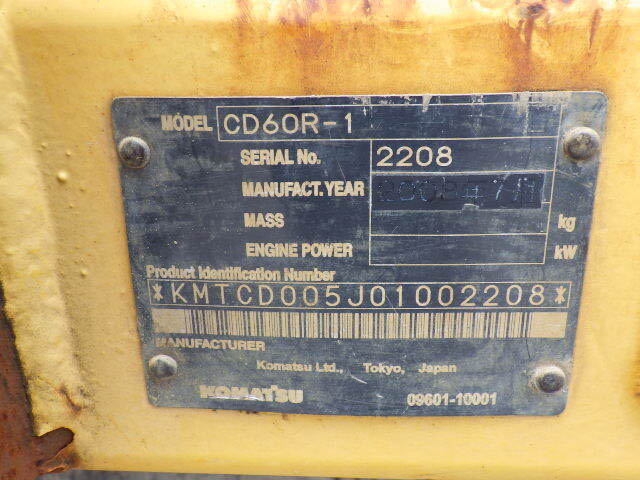 MODEL CD60R-1
SERIAL No. 2208
MANUFACT. YEAR
MASS kg
ENGINE POWER kW
Product Identification Number
*KMTCD005J01002208*
MANUFACTURER
Komatsu Ltd., Tokyo, Japan
KOMATSU 09601-10001